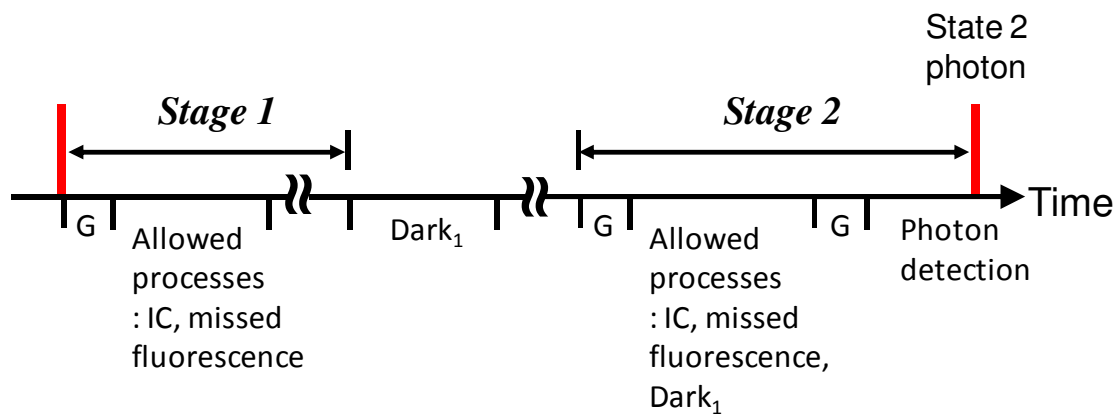 State 2
photon
Stage 1
Stage 2
Time
G
Allowed
processes
: IC, missed
fluorescence
Dark₁
G
Allowed
processes
: IC, missed
fluorescence,
Dark₁
G
Photon
detection